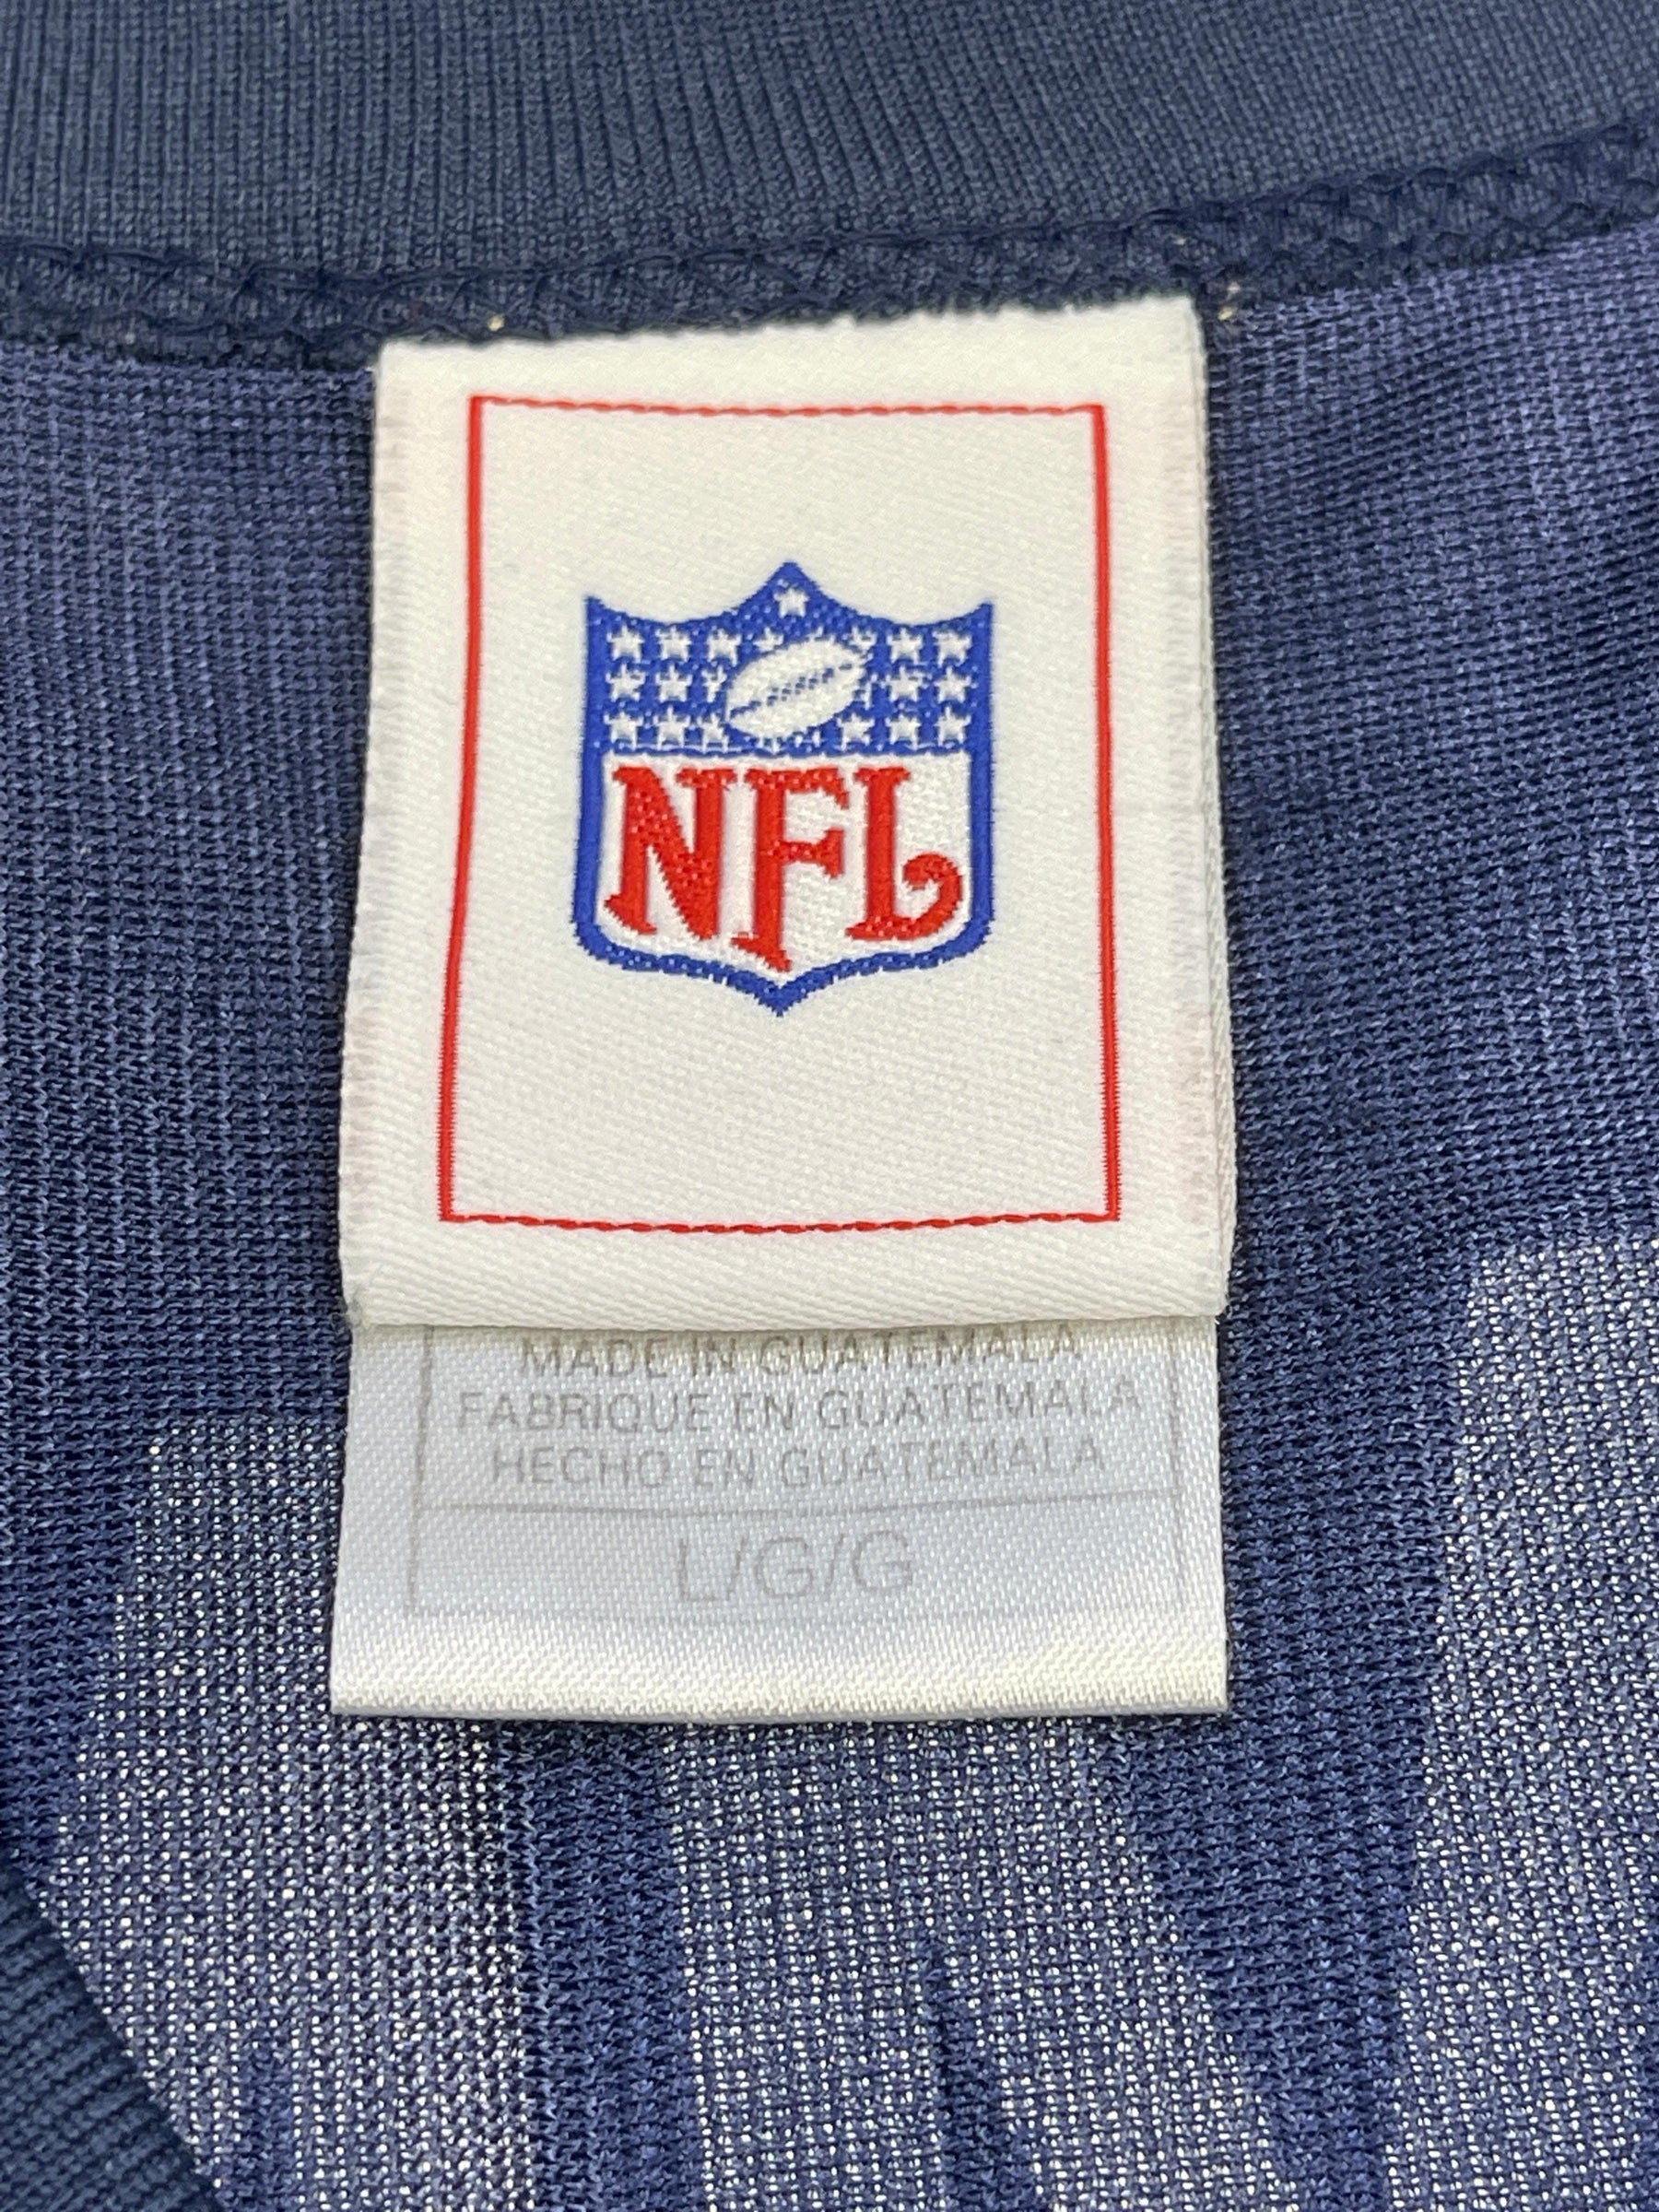 NFL
MADE IN GUATEMALA
FABRIQUE EN GUATEMALA
HECHO EN GUATEMALA
L/G/G